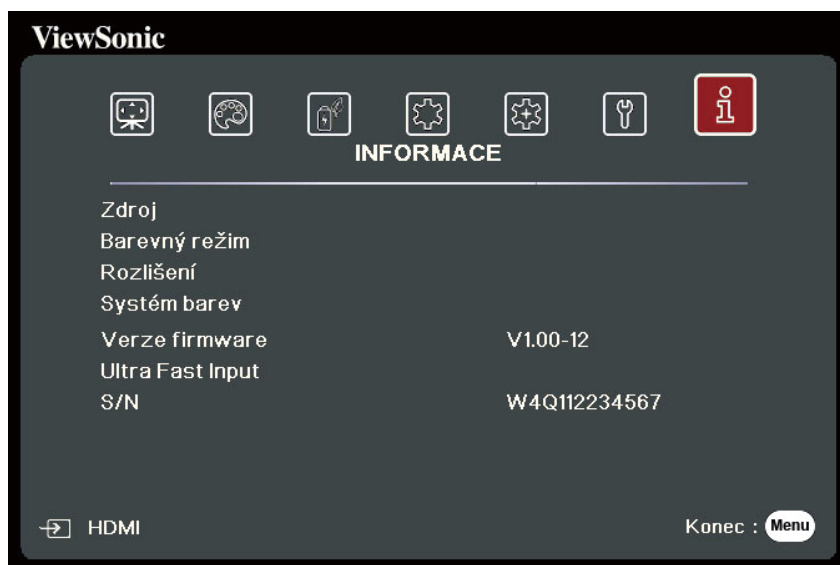 ViewSonic
INFORMACE
Zdroj
Barevný režim
Rozlišení
Systém barev
Verze firmware V1.00-12
Ultra Fast Input
S/N W4Q112234567
HDMI Konec : Menu